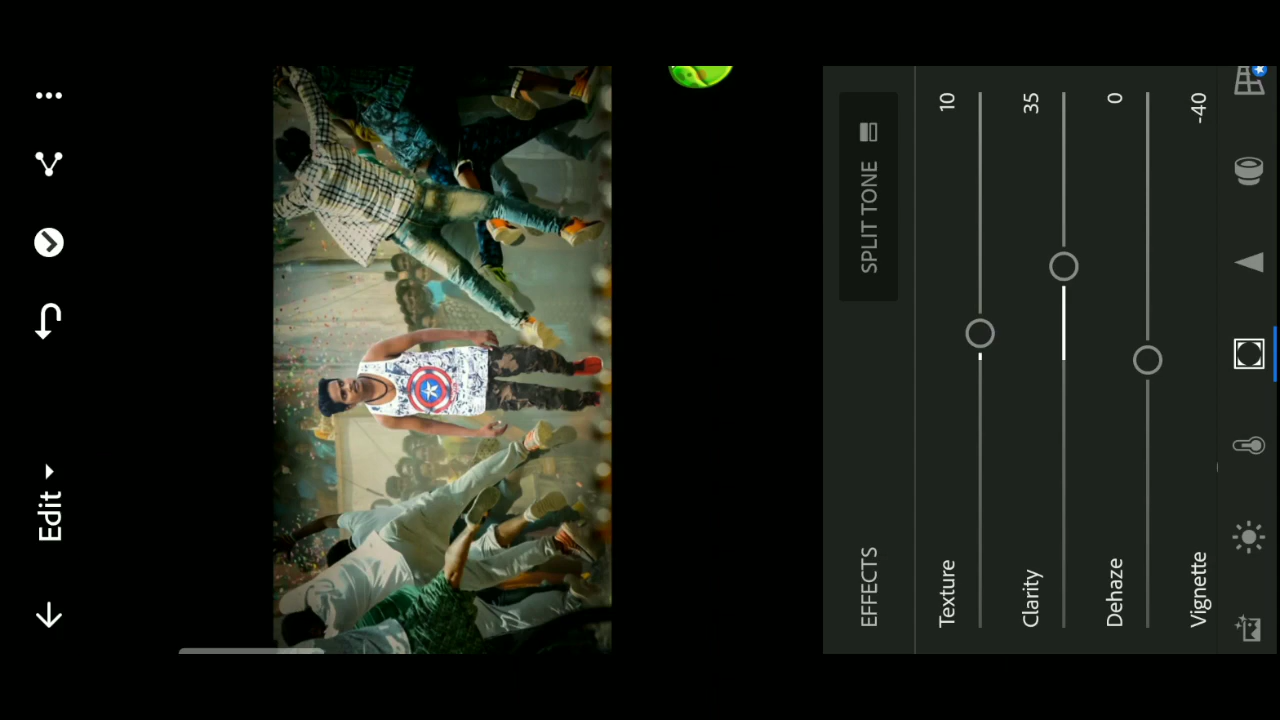 Edit
EFFECTS
SPLIT TONE
Texture 10
Clarity 35
Dehaze 0
Vignette -40